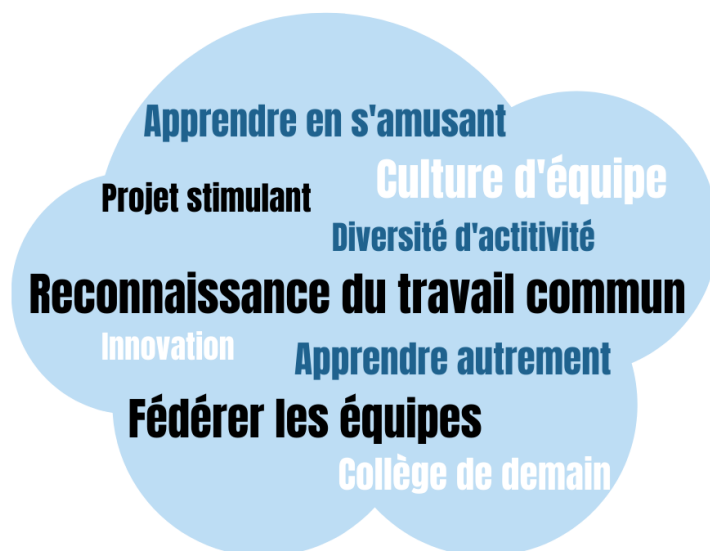 Apprendre en s'amusant
Culture d'équipe
Projet stimulant
Diversité d'actitivité
Reconnaissance du travail commun
Innovation
Apprendre autrement
Fédérer les équipes
Collège de demain